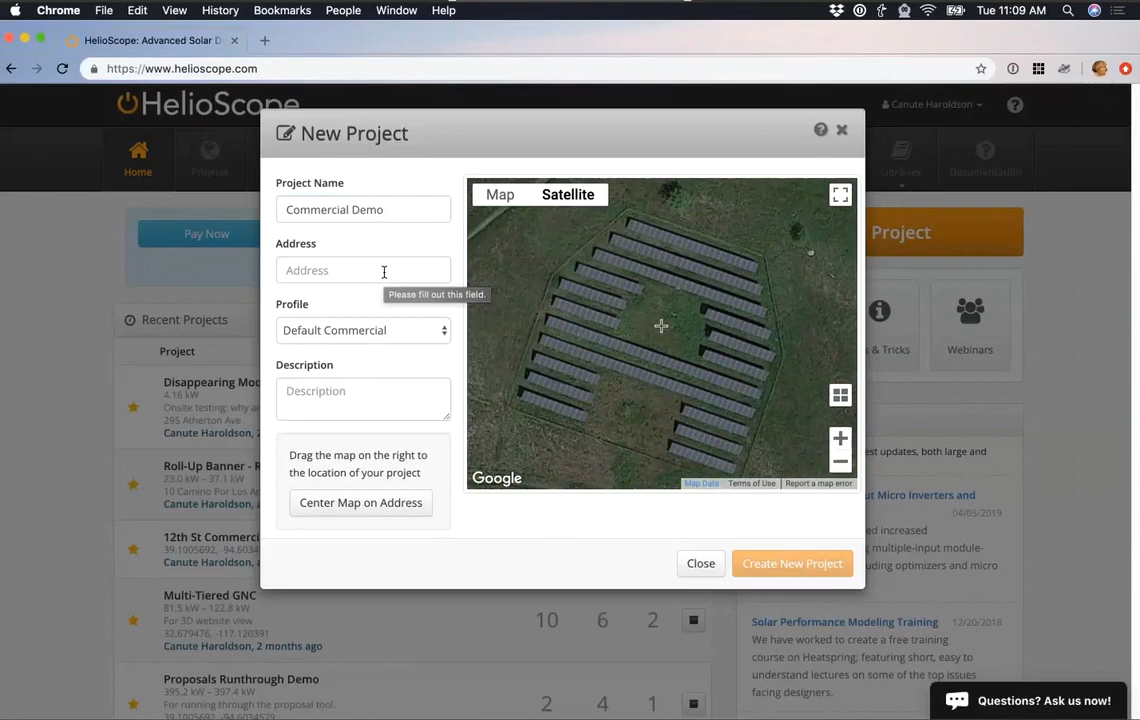 Chrome File Edit View History Bookmarks People Window Help
Tue 11:09 AM
HelioScope: Advanced Solar D
https://www.helioscope.com
HelioScope
Canute Haroldson
Home
Projects
Libraries
Documentation
New Project
Project Name
Commercial Demo
Address
Address
Please fill out this field.
Profile
Default Commercial
Description
Description
Drag the map on the right to
the location of your project
Center Map on Address
Map Satellite
Google
Map Data Terms of Use Report a map error
Close
Create New Project
Pay Now
Project
Recent Projects
Project
Disappearing Mod
4.16 kW
Onsite testing: why a
295 Atherton Ave
Canute Haroldson, 2
Roll-Up Banner - R
23.0 kW – 37.1 kW
10 Camino Por Los Ar
Canute Haroldson,
12th St Commerci
39.1005692, -94.6034
Canute Haroldson,
Multi-Tiered GNC
81.5 kW – 122.8 kW
For 3D website view
32.679476, -117.120391
Canute Haroldson, 2 months ago
10 6 2
Proposals Runthrough Demo
395.2 kW – 397.4 kW
For running through the proposal tool.
39.1005692, -94.6034529
2 4 1
s & Tricks
Webinars
est updates, both large and
ut Micro Inverters and
04/05/2019
ed increased
multiple-input module-
luding optimizers and micro
Solar Performance Modeling Training 12/20/2018
We have worked to create a free training
course on Heatspring; featuring short, easy to
understand lectures on some of the top issues
facing designers.
Questions? Ask us now!